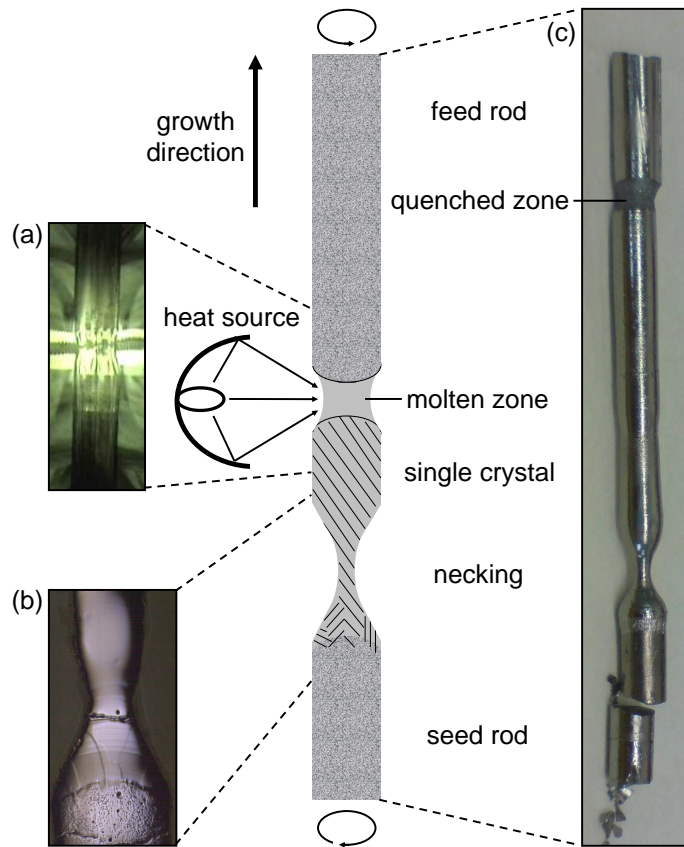 (c)
feed rod
growth
direction
quenched zone
(a)
heat source
molten zone
single crystal
necking
(b)
seed rod